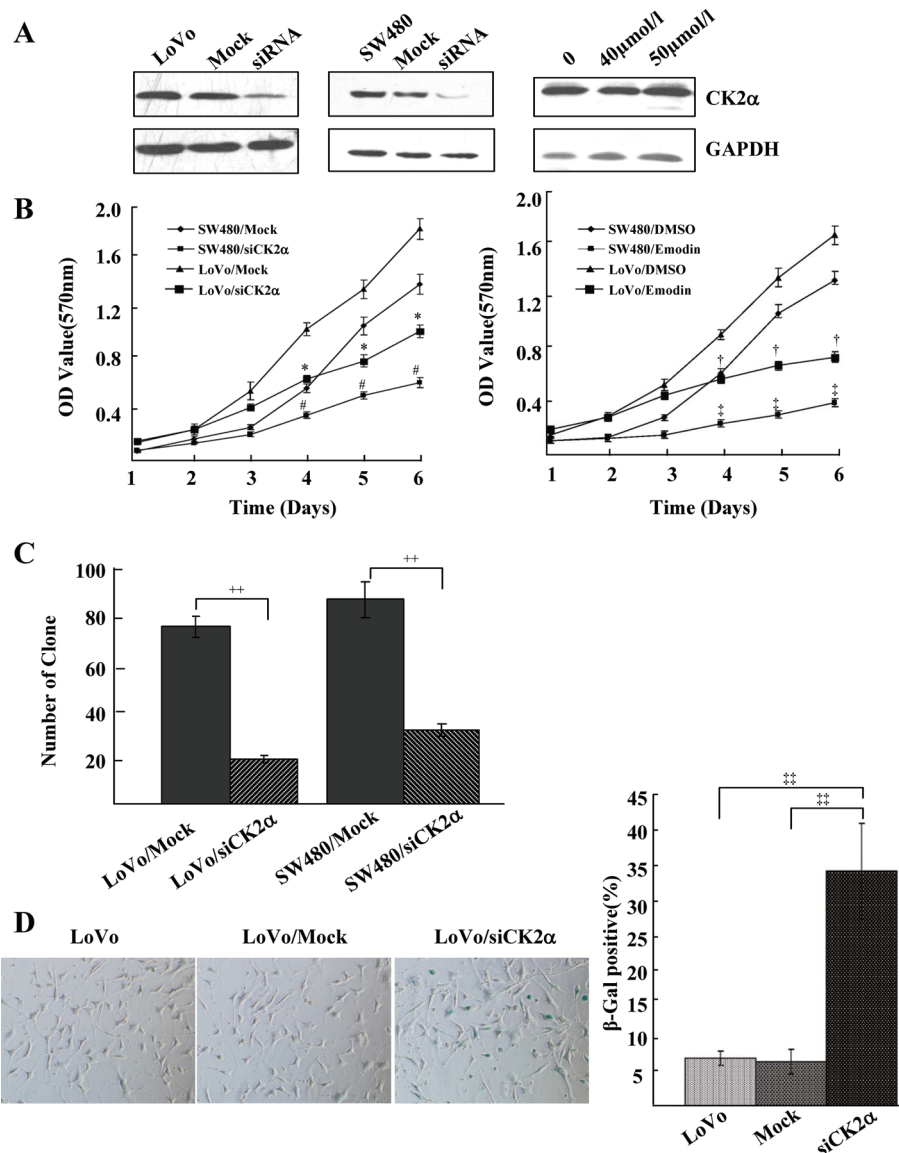 A
LoVo
Mock
siRNA
SW480
Mock
siRNA
0
40μmol/l
50μmol/l
CK2α
GAPDH
B
2.0
1.6
1.2
0.8
0.4
OD Value(570nm)
SW480/Mock
SW480/siCK2α
LoVo/Mock
LoVo/siCK2α
* * *
# # #
1 2 3 4 5 6
Time (Days)
2.0
1.6
1.2
0.8
0.4
OD Value(570nm)
SW480/DMSO
SW480/Emodin
LoVo/DMSO
LoVo/Emodin
† † †
‡ ‡ ‡
1 2 3 4 5 6
Time (Days)
C
100
80
60
40
20
Number of Clone
++
++
LoVo/Mock
LoVo/siCK2α
SW480/Mock
SW480/siCK2α
D
LoVo
LoVo/Mock
LoVo/siCK2α
45
40
35
30
25
20
15
10
5
β-Gal positive(%)
‡‡
‡‡
LoVo
Mock
siCK2α